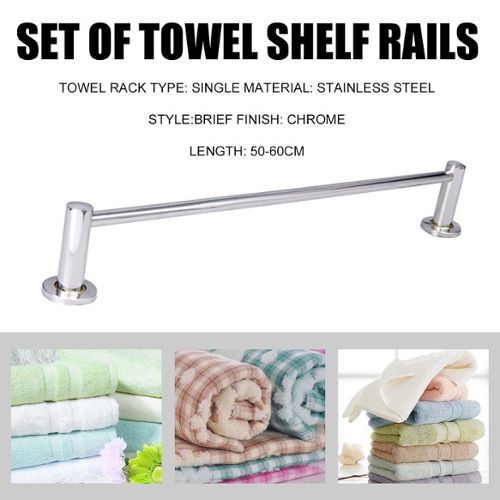 SET OF TOWEL SHELF RAILS
TOWEL RACK TYPE: SINGLE MATERIAL: STAINLESS STEEL
STYLE:BRIEF FINISH: CHROME
LENGTH: 50-60CM